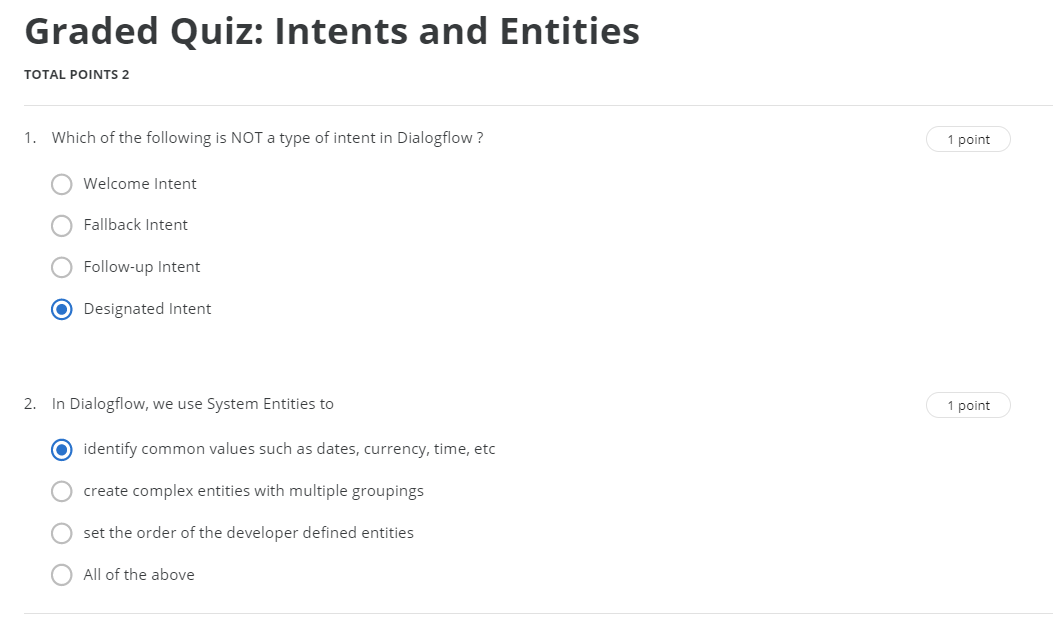 Graded Quiz: Intents and Entities
TOTAL POINTS 2
1. Which of the following is NOT a type of intent in Dialogflow ?
1 point
Welcome Intent
Fallback Intent
Follow-up Intent
Designated Intent
2. In Dialogflow, we use System Entities to
1 point
identify common values such as dates, currency, time, etc
create complex entities with multiple groupings
set the order of the developer defined entities
All of the above